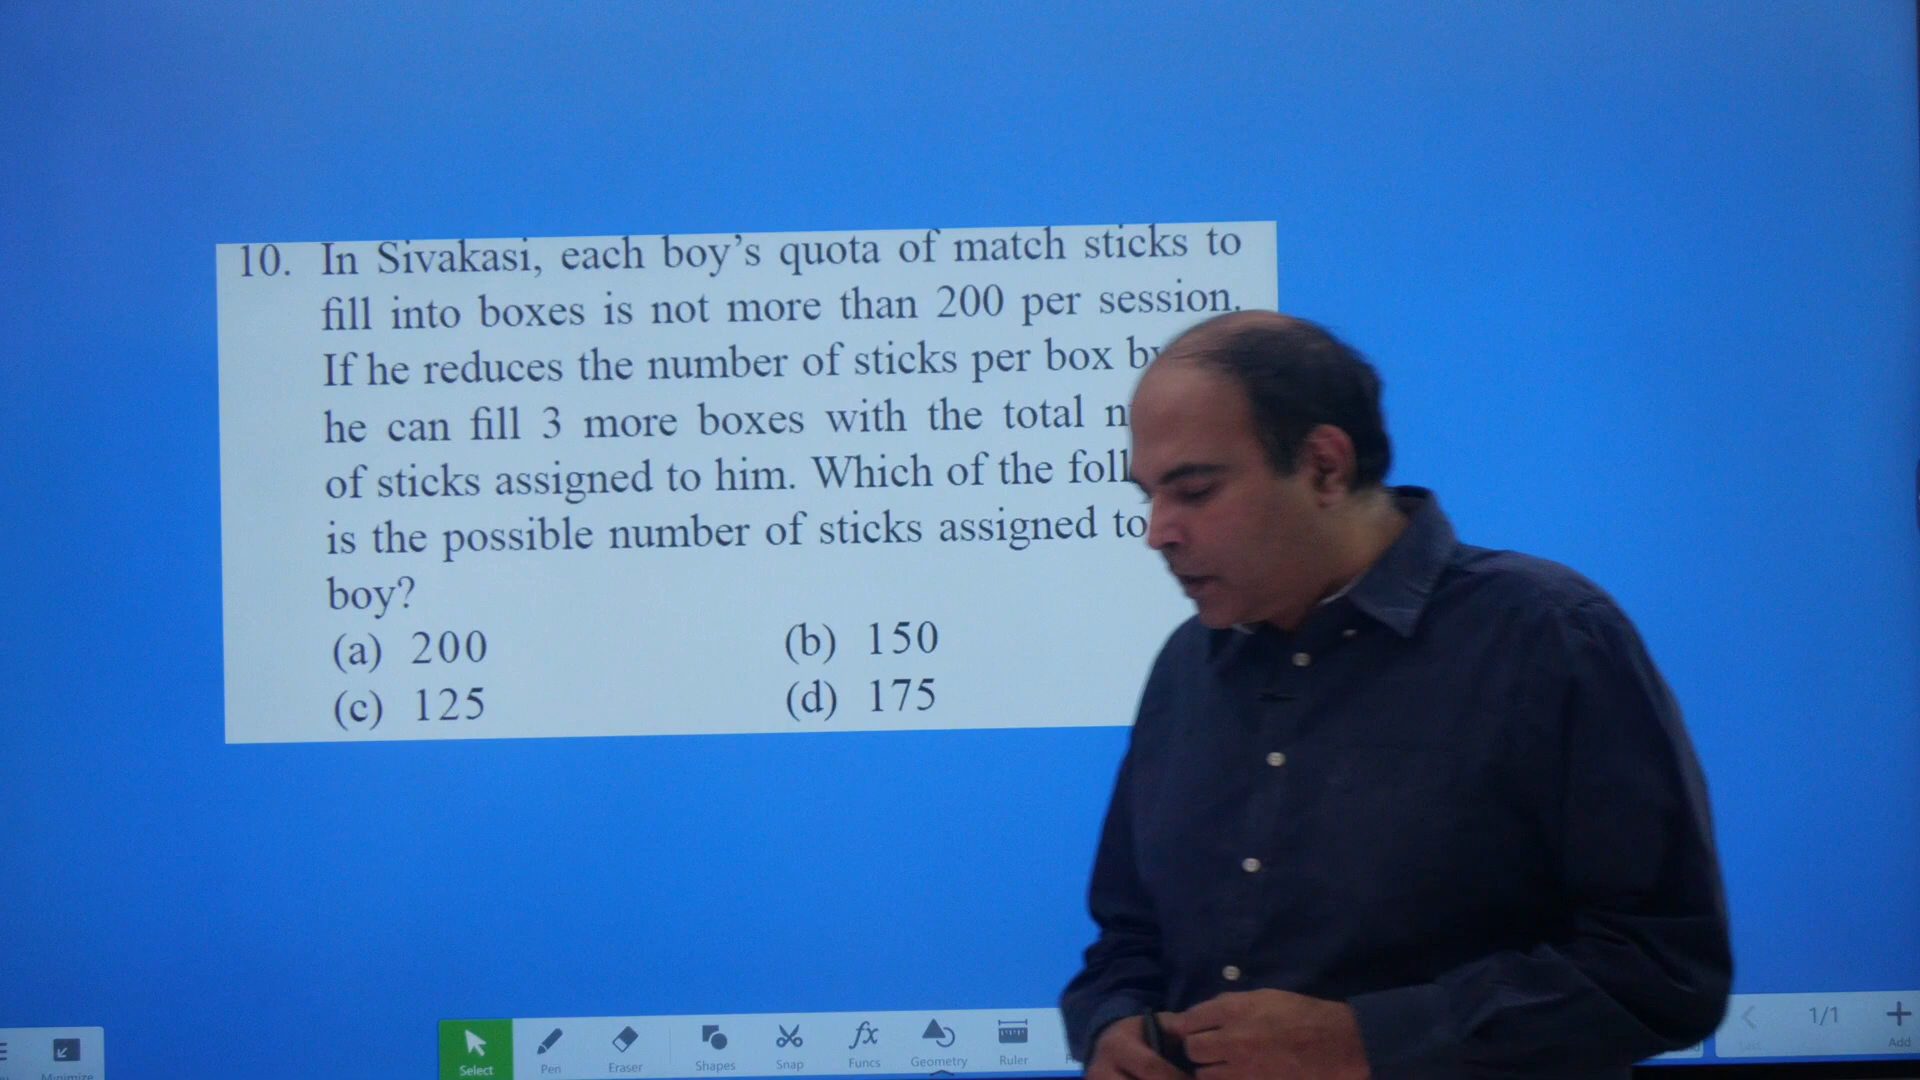 10. In Sivakasi, each boy's quota of match sticks to
fill into boxes is not more than 200 per session.
If he reduces the number of sticks per box
he can fill 3 more boxes with the total
of sticks assigned to him. Which of the
is the possible number of sticks assigned to
boy?
(a) 200 (b) 150
(c) 125 (d) 175
Minimize Select Pen Eraser Shapes Snap Funcs Geometry Ruler 1/1 Add